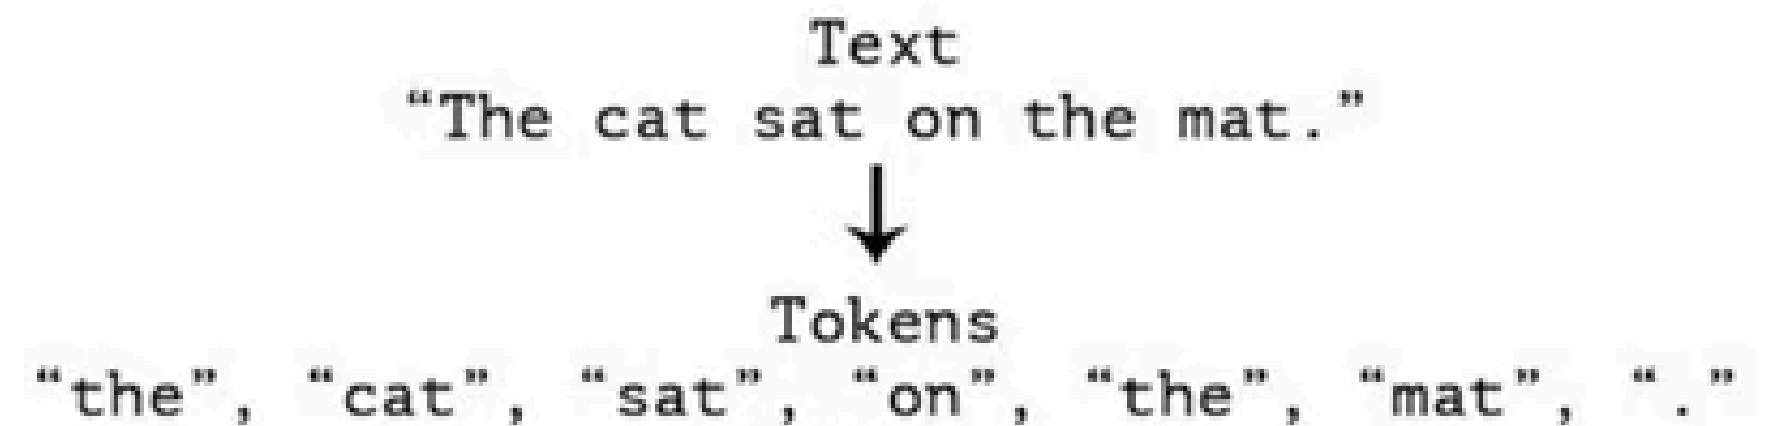 Text
“The cat sat on the mat.”
Tokens
“the”, “cat”, “sat”, “on”, “the”, “mat”, “.”